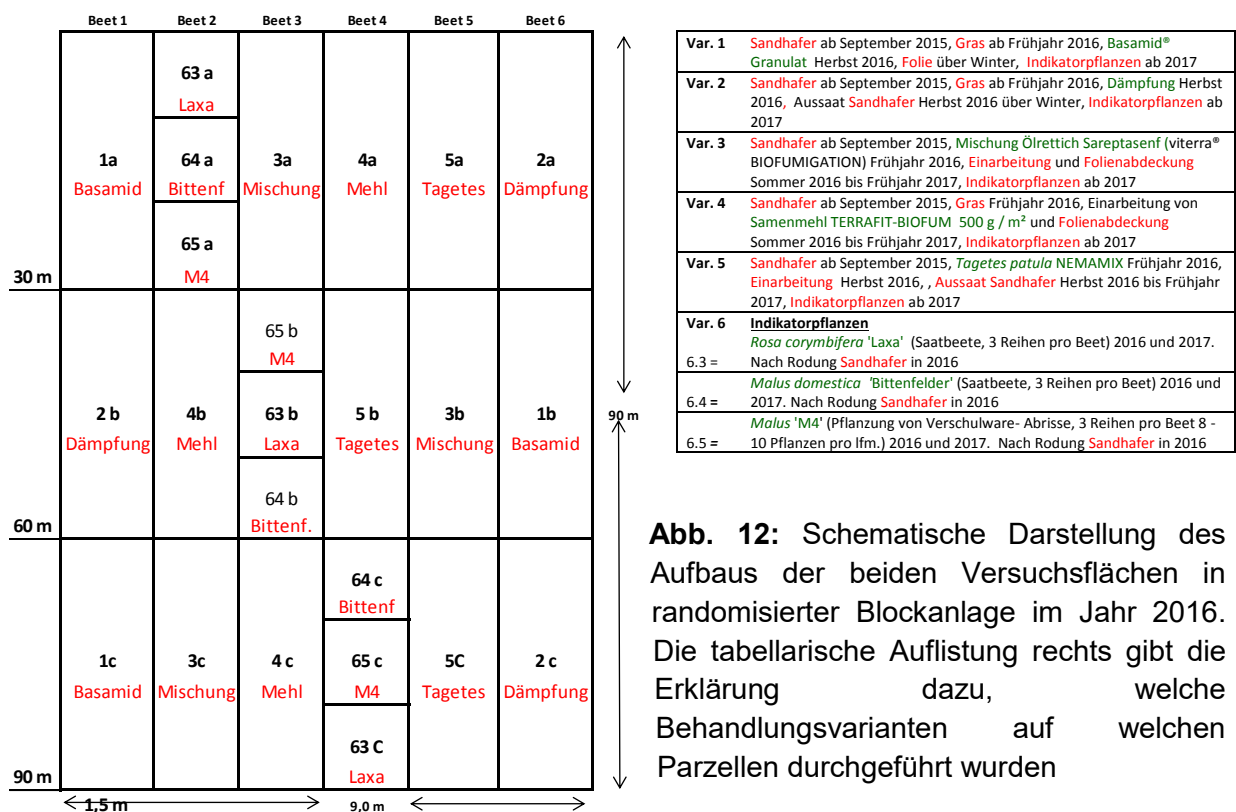 Beet 1 Beet 2 Beet 3 Beet 4 Beet 5 Beet 6
63 a
Laxa
1a 64 a 3a 4a 5a 2a
Basamid Bittenf Mischung Mehl Tagetes Dämpfung
65 a
M4
30 m
65 b
M4
2 b 4b 63 b 5 b 3b 1b
Dämpfung Mehl Laxa Tagetes Mischung Basamid
64 b
Bittenf.
60 m
90 m
64 c
Bittenf
1c 3c 4 c 65 c 5C 2 c
Basamid Mischung Mehl M4 Tagetes Dämpfung
63 C
Laxa
90 m
1,5 m 9,0 m
Var. 1 Sandhafer ab September 2015, Gras ab Frühjahr 2016, Basamid®
Granulat Herbst 2016, Folie über Winter, Indikatorpflanzen ab 2017
Var. 2 Sandhafer ab September 2015, Gras ab Frühjahr 2016, Dämpfung Herbst
2016, Aussaat Sandhafer Herbst 2016 über Winter, Indikatorpflanzen ab
2017
Var. 3 Sandhafer ab September 2015, Mischung Ölrettich Sareptasenf (viterra®
BIOFUMIGATION) Frühjahr 2016, Einarbeitung und Folienabdeckung
Sommer 2016 bis Frühjahr 2017, Indikatorpflanzen ab 2017
Var. 4 Sandhafer ab September 2015, Gras Frühjahr 2016, Einarbeitung von
Samenmehl TERRAFIT-BIOFUM 500 g / m² und Folienabdeckung
Sommer 2016 bis Frühjahr 2017, Indikatorpflanzen ab 2017
Var. 5 Sandhafer ab September 2015, Tagetes patula NEMAMIX Frühjahr 2016,
Einarbeitung Herbst 2016, , Aussaat Sandhafer Herbst 2016 bis Frühjahr
2017, Indikatorpflanzen ab 2017
Var. 6 Indikatorpflanzen
Rosa corymbifera 'Laxa' (Saatbeete, 3 Reihen pro Beet) 2016 und 2017.
6.3 = Nach Rodung Sandhafer in 2016
Malus domestica 'Bittenfelder' (Saatbeete, 3 Reihen pro Beet) 2016 und
6.4 = 2017. Nach Rodung Sandhafer in 2016
Malus 'M4' (Pflanzung von Verschulware- Abrisse, 3 Reihen pro Beet 8 -
6.5 = 10 Pflanzen pro lfm.) 2016 und 2017. Nach Rodung Sandhafer in 2016
Abb. 12: Schematische Darstellung des
Aufbaus der beiden Versuchsflächen in
randomisierter Blockanlage im Jahr 2016.
Die tabellarische Auflistung rechts gibt die
Erklärung dazu, welche
Behandlungsvarianten auf welchen
Parzellen durchgeführt wurden